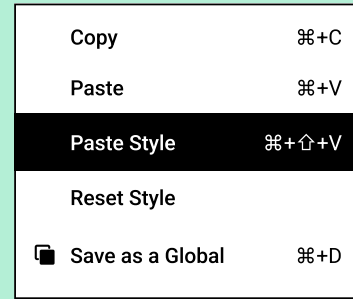 Copy ⌘+C
Paste ⌘+V
Paste Style ⌘+⇧+V
Reset Style
Save as a Global ⌘+D